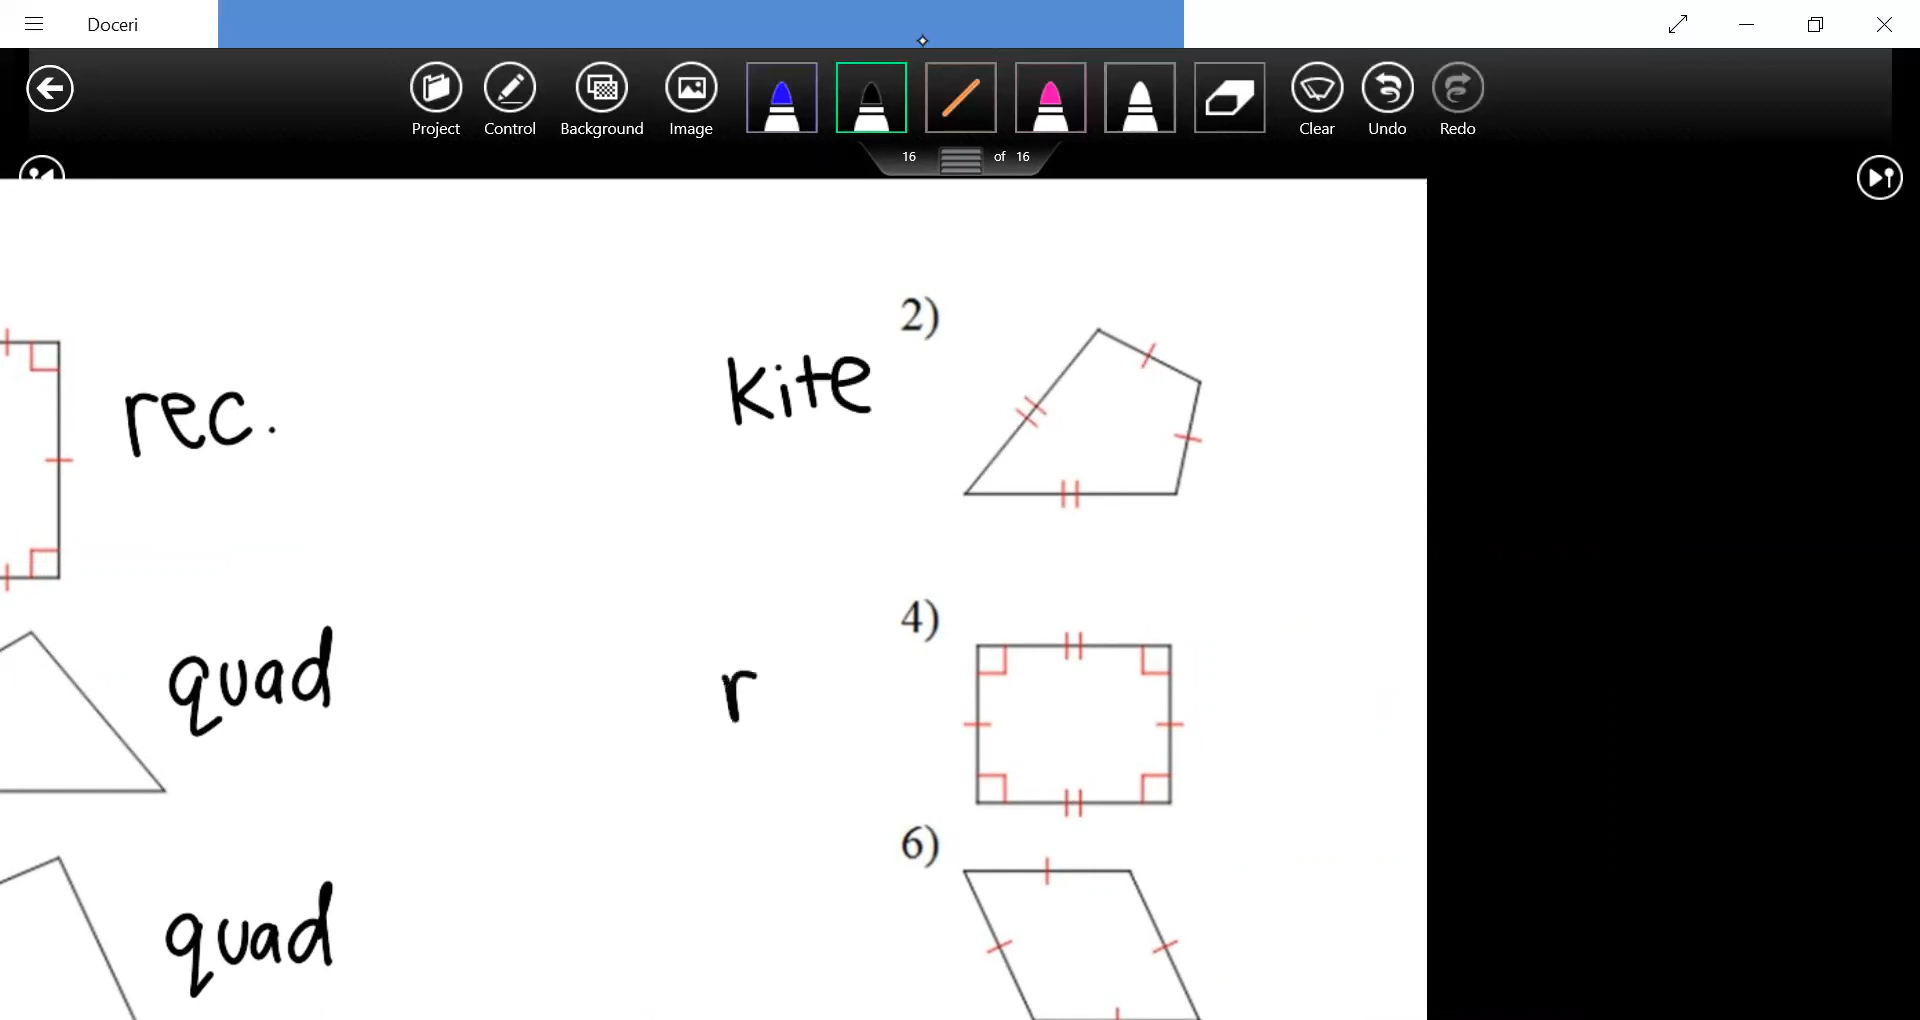 Doceri
Project Control Background Image Clear Undo Redo
16 of 16
2)
kite
rec.
4)
quad
r
6)
quad